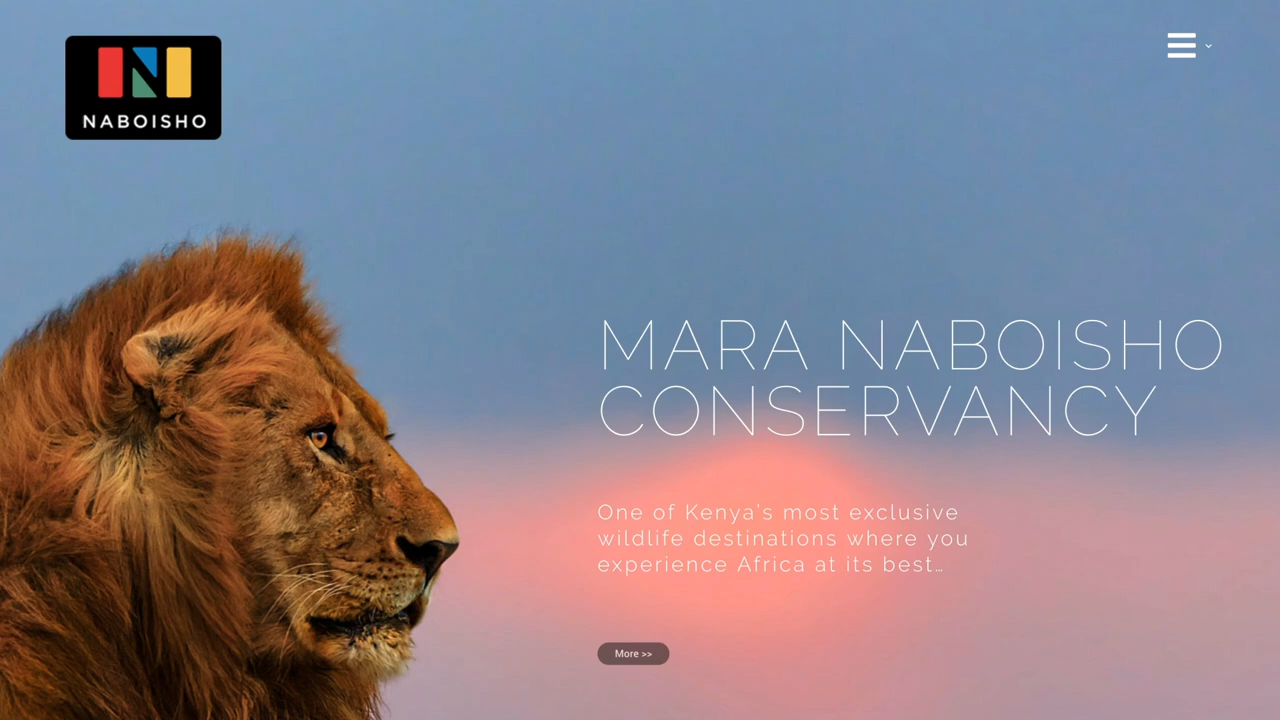 NABOISHO
MARA NABOISHO
CONSERVANCY
One of Kenya's most exclusive
wildlife destinations where you
experience Africa at its best…
More >>